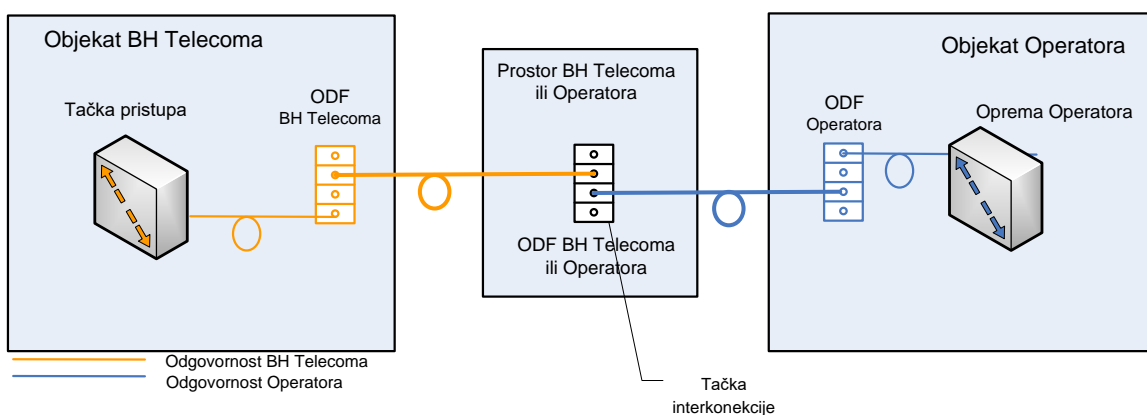 Objekat BH Telecoma
Tačka pristupa
ODF
BH Telecoma
Prostor BH Telecoma
ili Operatora
ODF BH Telecoma
ili Operatora
Objekat Operatora
ODF
Operatora
Oprema Operatora
Odgovornost BH Telecoma
Odgovornost Operatora
Tačka
interkonekcije